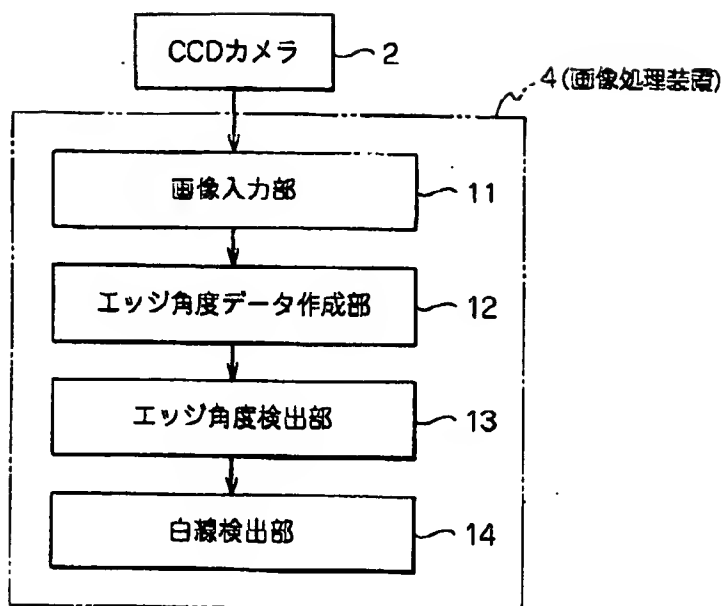 CCDカメラ 2
4(画像処理装置)
画像入力部 11
エッジ角度データ作成部 12
エッジ角度検出部 13
白線検出部 14